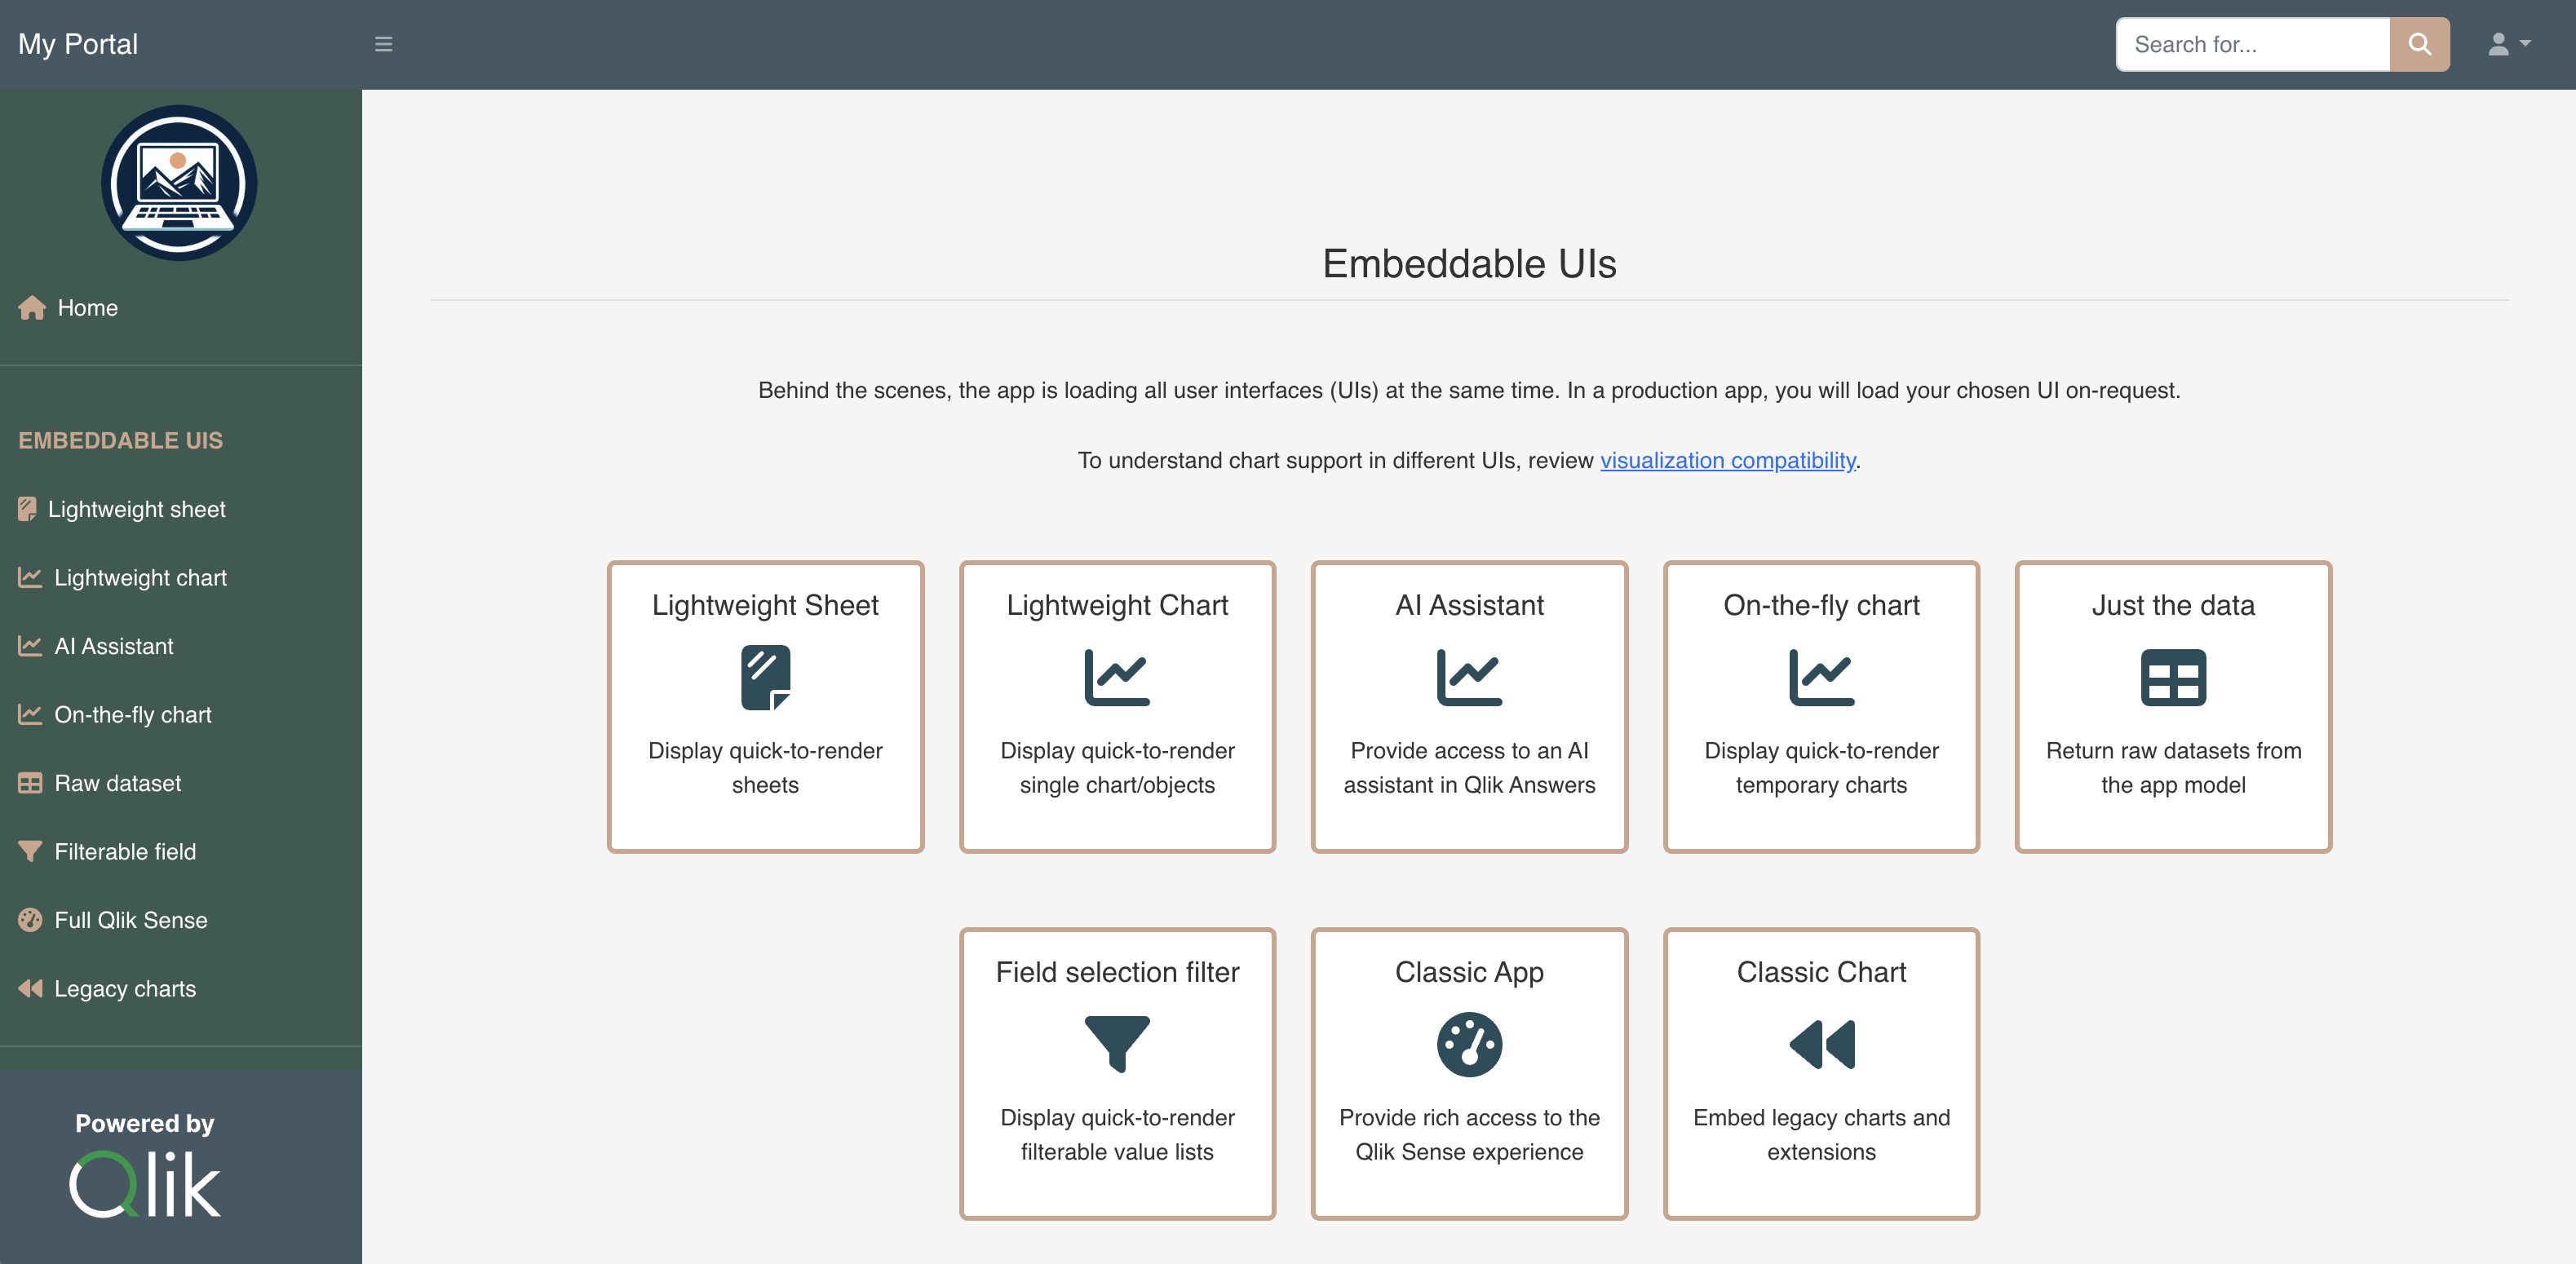 My Portal
Search for...
Home
EMBEDDABLE UIS
Lightweight sheet
Lightweight chart
AI Assistant
On-the-fly chart
Raw dataset
Filterable field
Full Qlik Sense
Legacy charts
Powered by
Qlik
Embeddable UIs
Behind the scenes, the app is loading all user interfaces (UIs) at the same time. In a production app, you will load your chosen UI on-request.
To understand chart support in different UIs, review visualization compatibility.
Lightweight Sheet
Display quick-to-render
sheets
Lightweight Chart
Display quick-to-render
single chart/objects
AI Assistant
Provide access to an AI
assistant in Qlik Answers
On-the-fly chart
Display quick-to-render
temporary charts
Just the data
Return raw datasets from
the app model
Field selection filter
Display quick-to-render
filterable value lists
Classic App
Provide rich access to the
Qlik Sense experience
Classic Chart
Embed legacy charts and
extensions